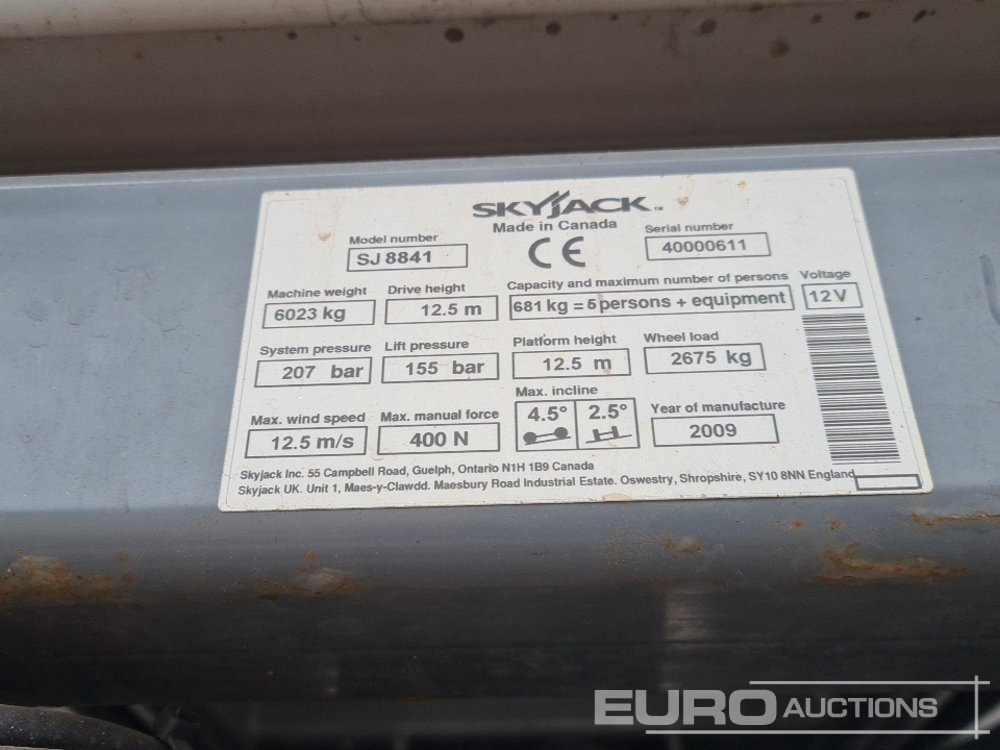 SKYJACK™
Made in Canada
CE
Model number
SJ 8841
Serial number
40000611
Machine weight
6023 kg
Drive height
12.5 m
Capacity and maximum number of persons
681 kg = 5 persons + equipment
Voltage
12V
System pressure
207 bar
Lift pressure
155 bar
Platform height
12.5 m
Wheel load
2675 kg
Max. wind speed
12.5 m/s
Max. manual force
400 N
Max. incline
4.5° 2.5°
Year of manufacture
2009
Skyjack Inc. 55 Campbell Road, Guelph, Ontario N1H 1B9 Canada
Skyjack UK. Unit 1, Maes-y-Clawdd. Maesbury Road Industrial Estate. Oswestry, Shropshire, SY10 8NN England
EURO AUCTIONS